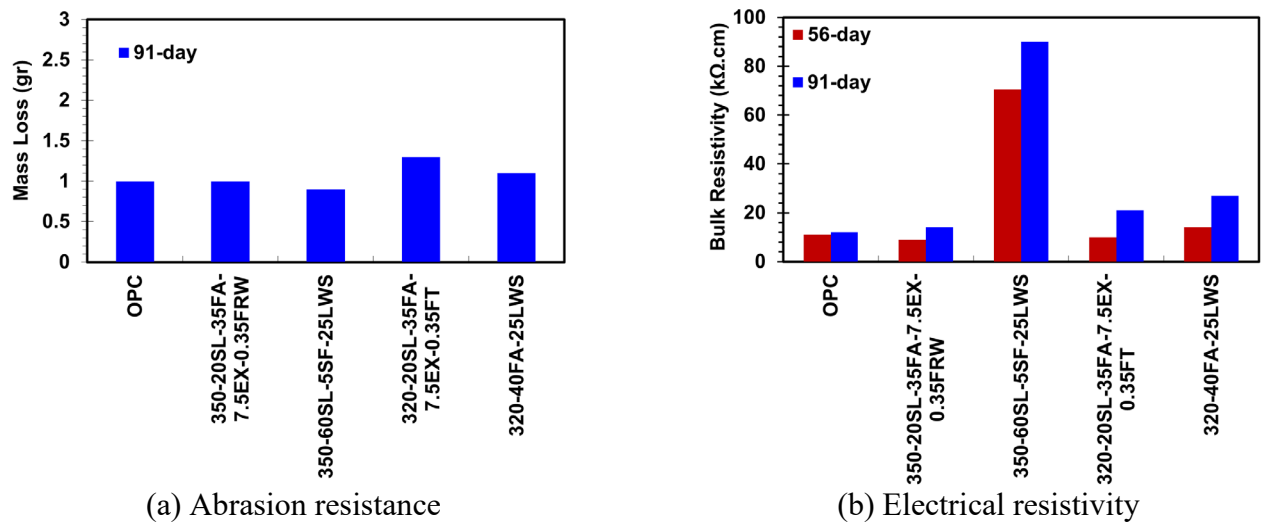 3
2.5
2
1.5
1
0.5
0
Mass Loss (gr)
91-day
OPC
350-20SL-35FA-
7.5EX-0.35FRW
350-60SL-5SF-25LWS
320-20SL-35FA-
7.5EX-0.35FT
320-40FA-25LWS
(a) Abrasion resistance
100
80
60
40
20
0
Bulk Resistivity (kΩ.cm)
56-day
91-day
OPC
350-20SL-35FA-7.5EX-
0.35FRW
350-60SL-5SF-25LWS
320-20SL-35FA-7.5EX-
0.35FT
320-40FA-25LWS
(b) Electrical resistivity